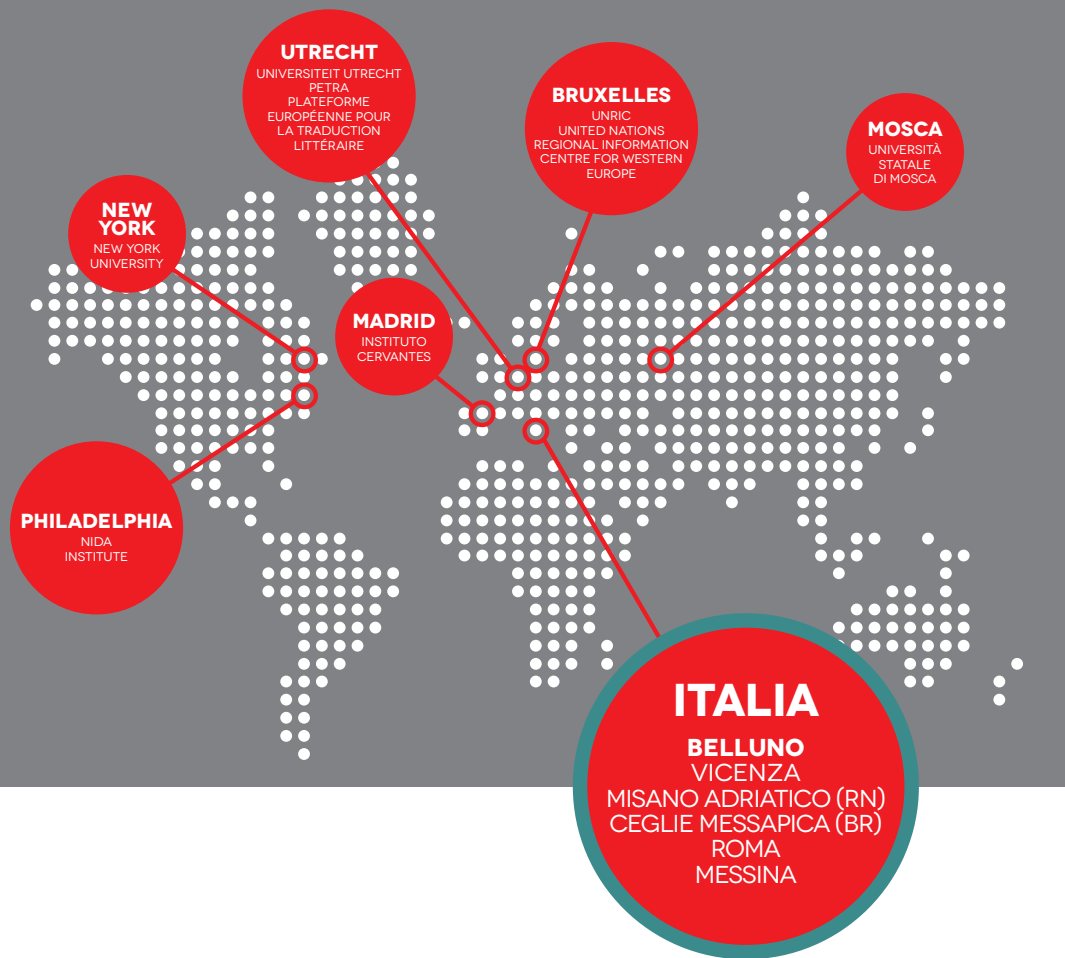 UTRECHT
UNIVERSITEIT UTRECHT
PETRA
PLATEFORME
EUROPÉENNE POUR
LA TRADUCTION
LITTÉRAIRE
BRUXELLES
UNRIC
UNITED NATIONS
REGIONAL INFORMATION
CENTRE FOR WESTERN
EUROPE
MOSCA
UNIVERSITÀ
STATALE
DI MOSCA
NEW
YORK
NEW YORK
UNIVERSITY
MADRID
INSTITUTO
CERVANTES
PHILADELPHIA
NIDA
INSTITUTE
ITALIA
BELLUNO
VICENZA
MISANO ADRIATICO (RN)
CEGLIE MESSAPICA (BR)
ROMA
MESSINA